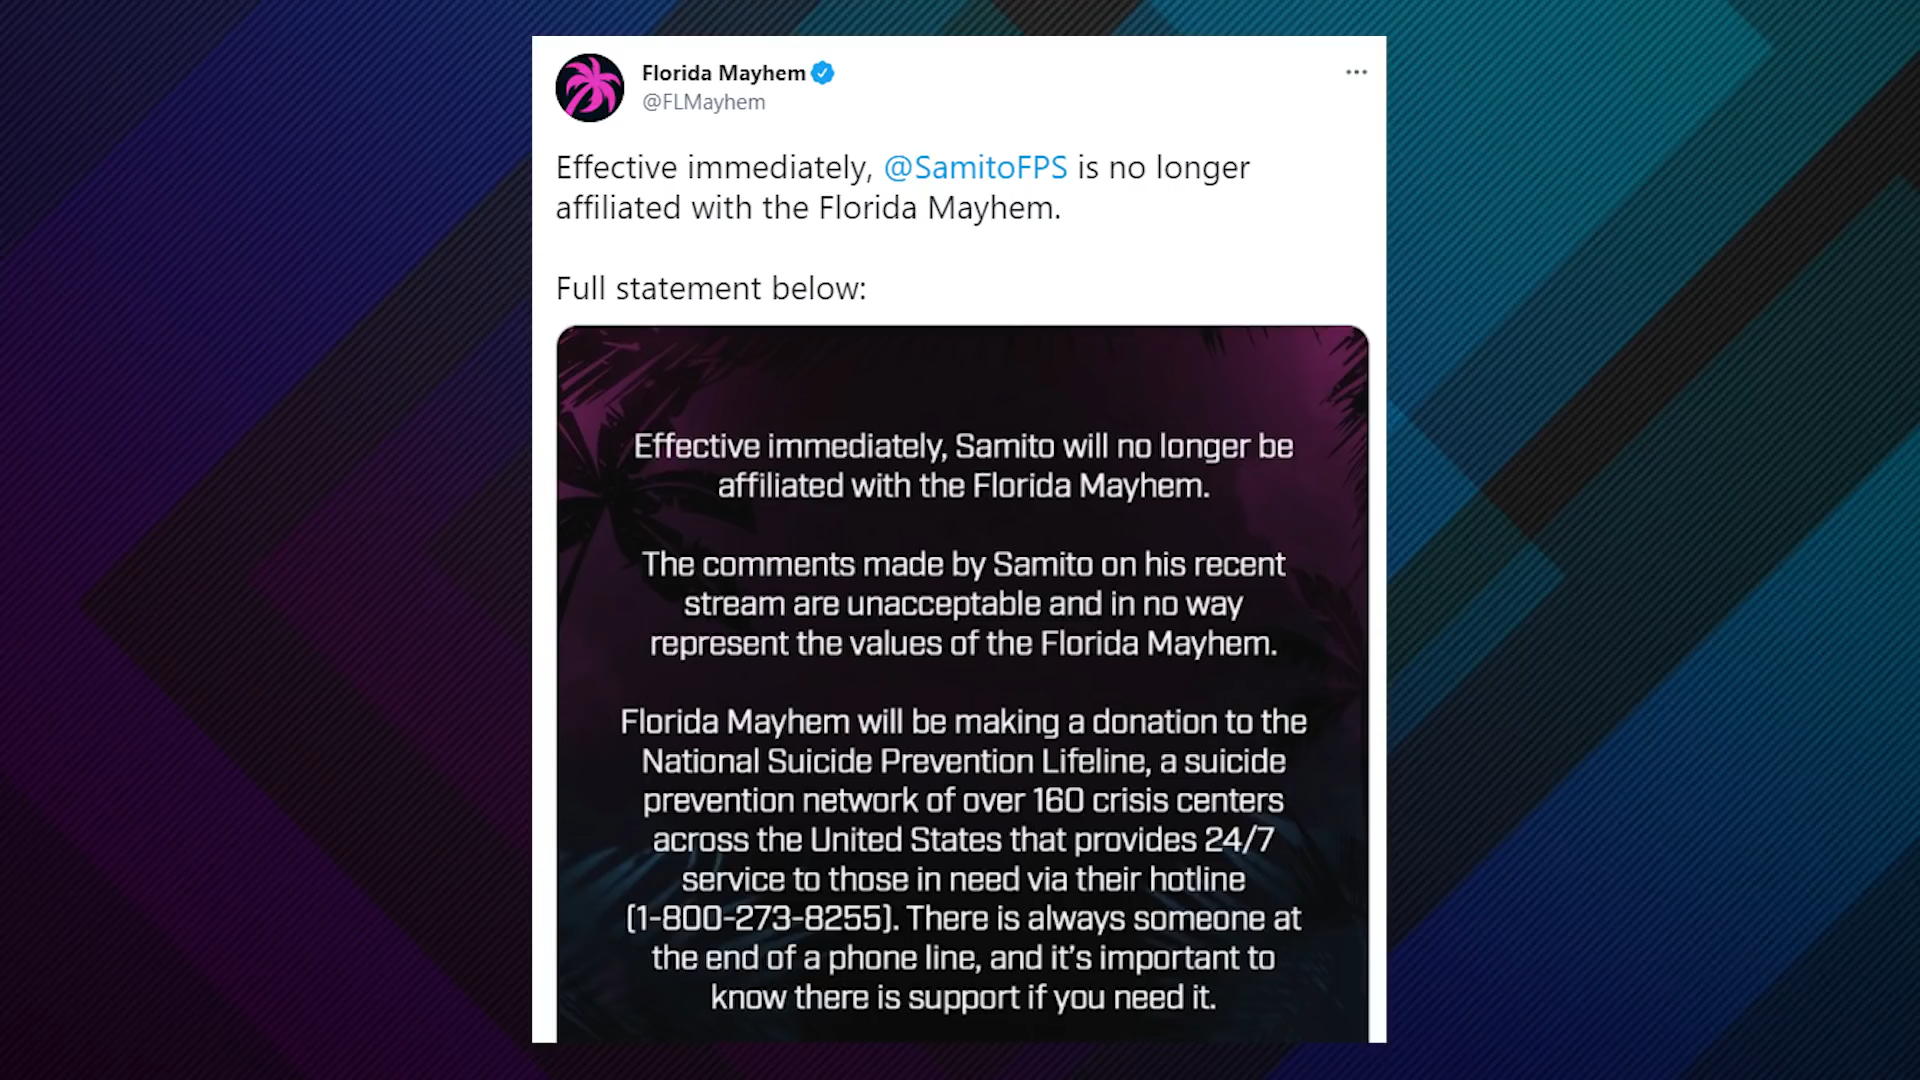 Florida Mayhem
@FLMayhem
Effective immediately, @SamitoFPS is no longer
affiliated with the Florida Mayhem.
Full statement below:
Effective immediately, Samito will no longer be
affiliated with the Florida Mayhem.
The comments made by Samito on his recent
stream are unacceptable and in no way
represent the values of the Florida Mayhem.
Florida Mayhem will be making a donation to the
National Suicide Prevention Lifeline, a suicide
prevention network of over 160 crisis centers
across the United States that provides 24/7
service to those in need via their hotline
(1-800-273-8255). There is always someone at
the end of a phone line, and it's important to
know there is support if you need it.